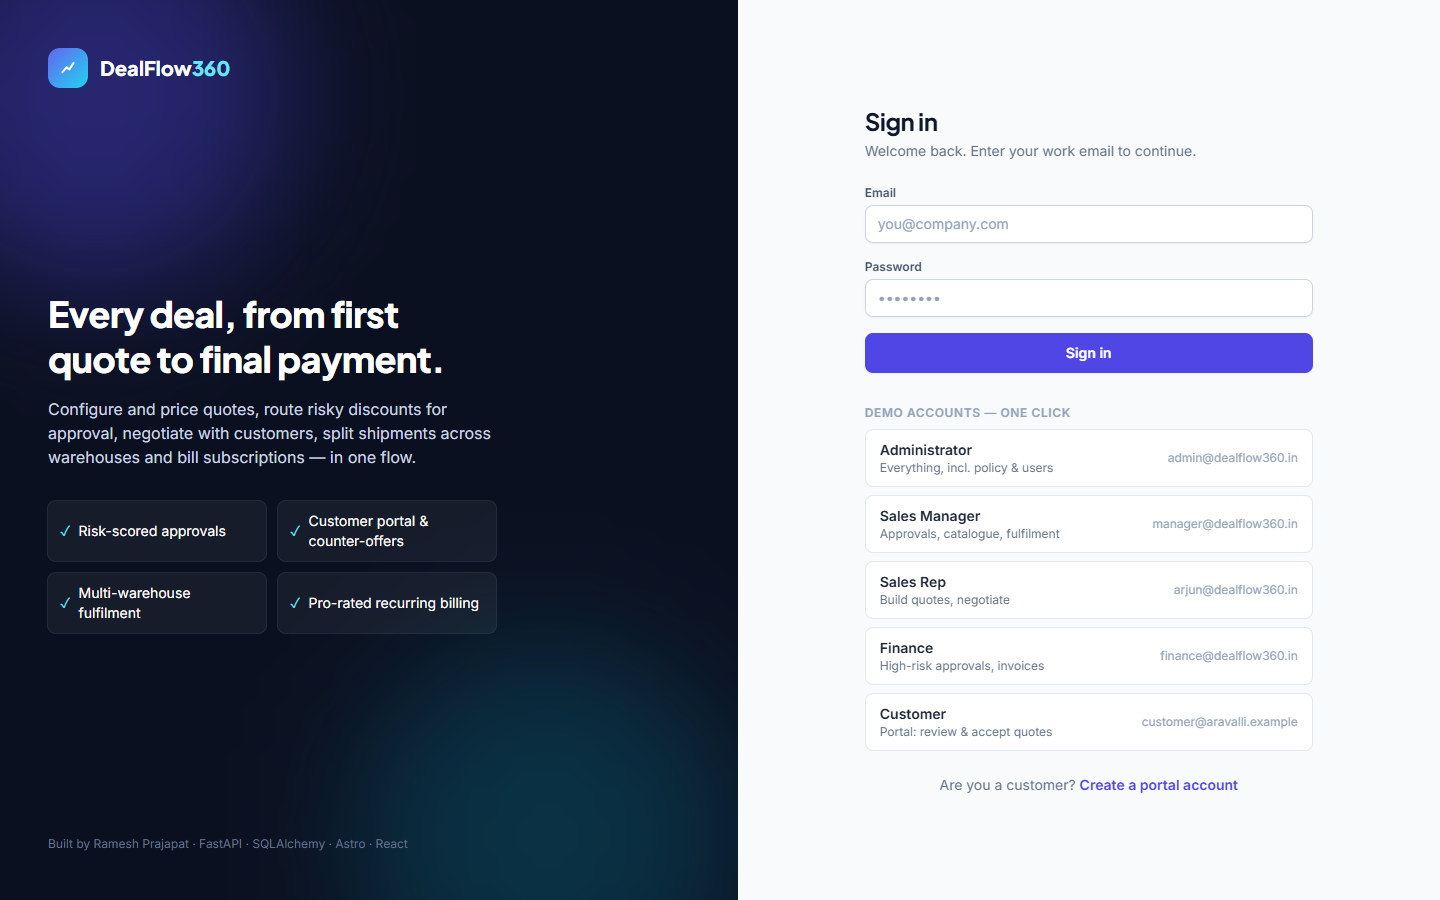 DealFlow360
Every deal, from first
quote to final payment.
Configure and price quotes, route risky discounts for
approval, negotiate with customers, split shipments across
warehouses and bill subscriptions — in one flow.
✓ Risk-scored approvals
✓ Customer portal &
counter-offers
✓ Multi-warehouse
fulfilment
✓ Pro-rated recurring billing
Built by Ramesh Prajapat · FastAPI · SQLAlchemy · Astro · React
Sign in
Welcome back. Enter your work email to continue.
Email
you@company.com
Password
••••••••
Sign in
DEMO ACCOUNTS — ONE CLICK
Administrator
Everything, incl. policy & users
admin@dealflow360.in
Sales Manager
Approvals, catalogue, fulfilment
manager@dealflow360.in
Sales Rep
Build quotes, negotiate
arjun@dealflow360.in
Finance
High-risk approvals, invoices
finance@dealflow360.in
Customer
Portal: review & accept quotes
customer@aravalli.example
Are you a customer? Create a portal account